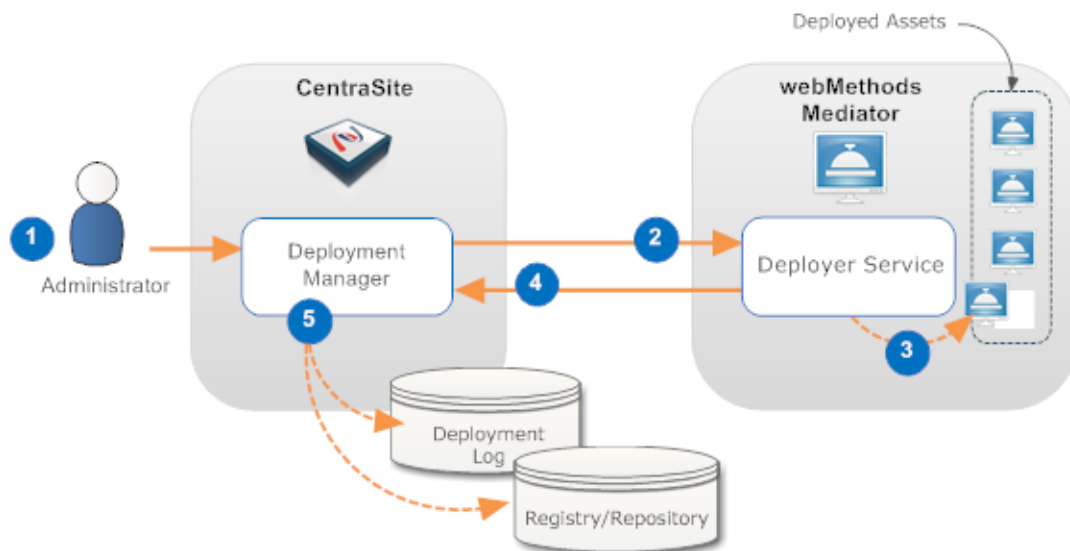 Deployed Assets
CentraSite
webMethods
Mediator
1
Administrator
Deployment
Manager
2
4
Deployer Service
3
5
Deployment
Log
Registry/Repository